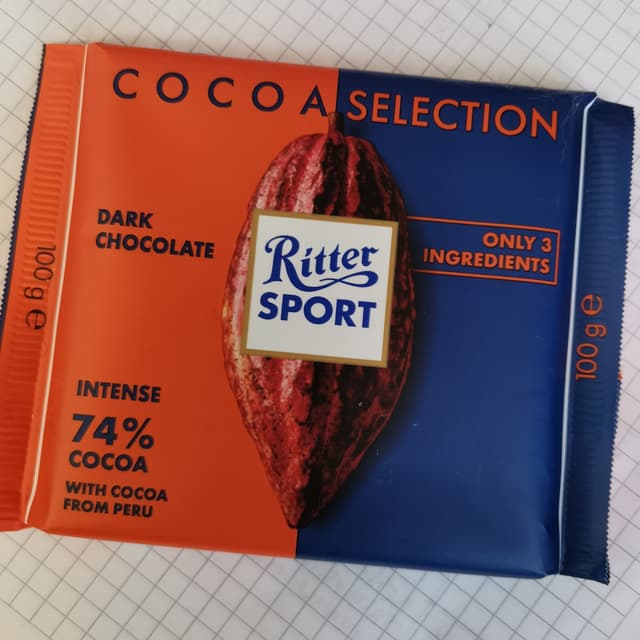 COCOA SELECTION
DARK
CHOCOLATE
ONLY 3
INGREDIENTS
Ritter
SPORT
INTENSE
74%
COCOA
WITH COCOA
FROM PERU
100 g e
100 g e